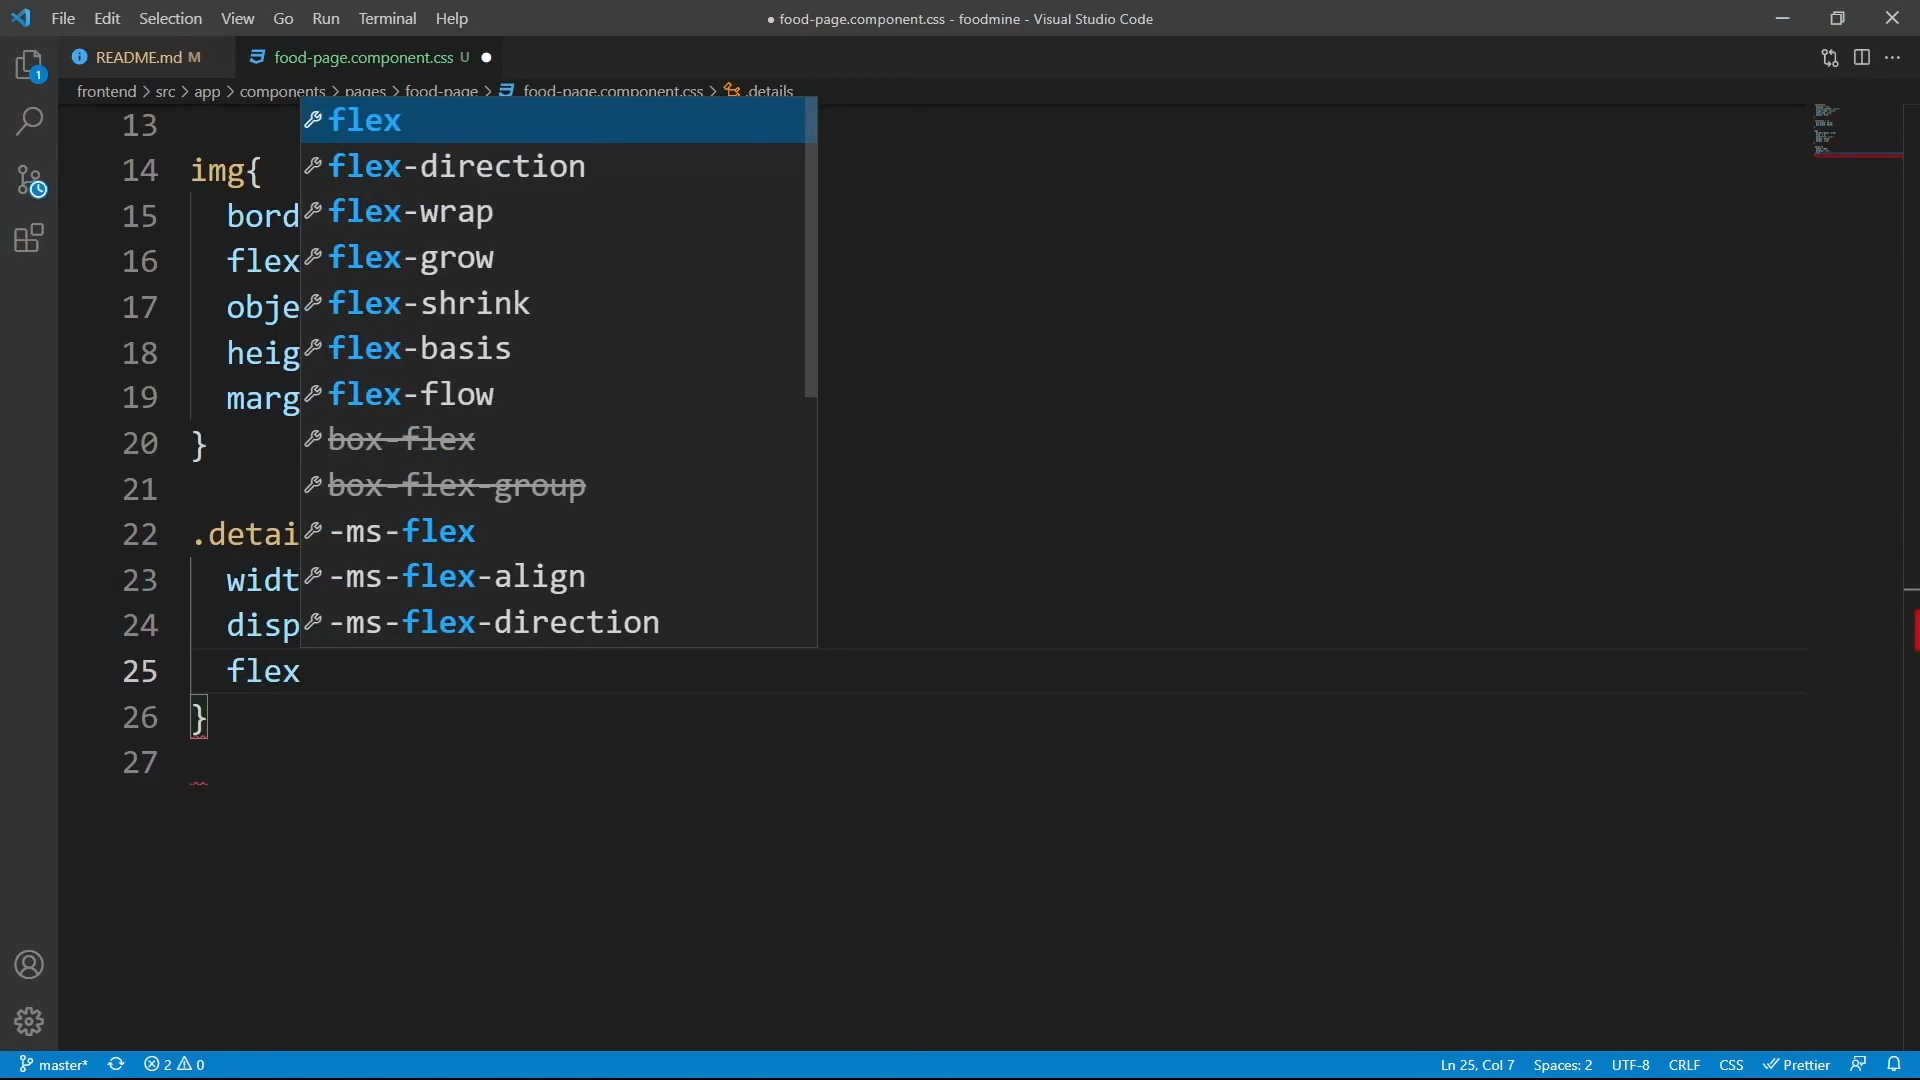 File Edit Selection View Go Run Terminal Help
● food-page.component.css - foodmine - Visual Studio Code
README.md M
food-page.component.css U ●
frontend > src > app > components > pages > food-page > food-page.component.css > .details
13
14 img{
15 bord
16 flex
17 obje
18 heig
19 marg
20 }
21
22 .detai
23 widt
24 disp
25 flex
26 }
27
flex
flex-direction
flex-wrap
flex-grow
flex-shrink
flex-basis
flex-flow
box-flex
box-flex-group
-ms-flex
-ms-flex-align
-ms-flex-direction
1
master* 2 0
Ln 25, Col 7 Spaces: 2 UTF-8 CRLF CSS Prettier